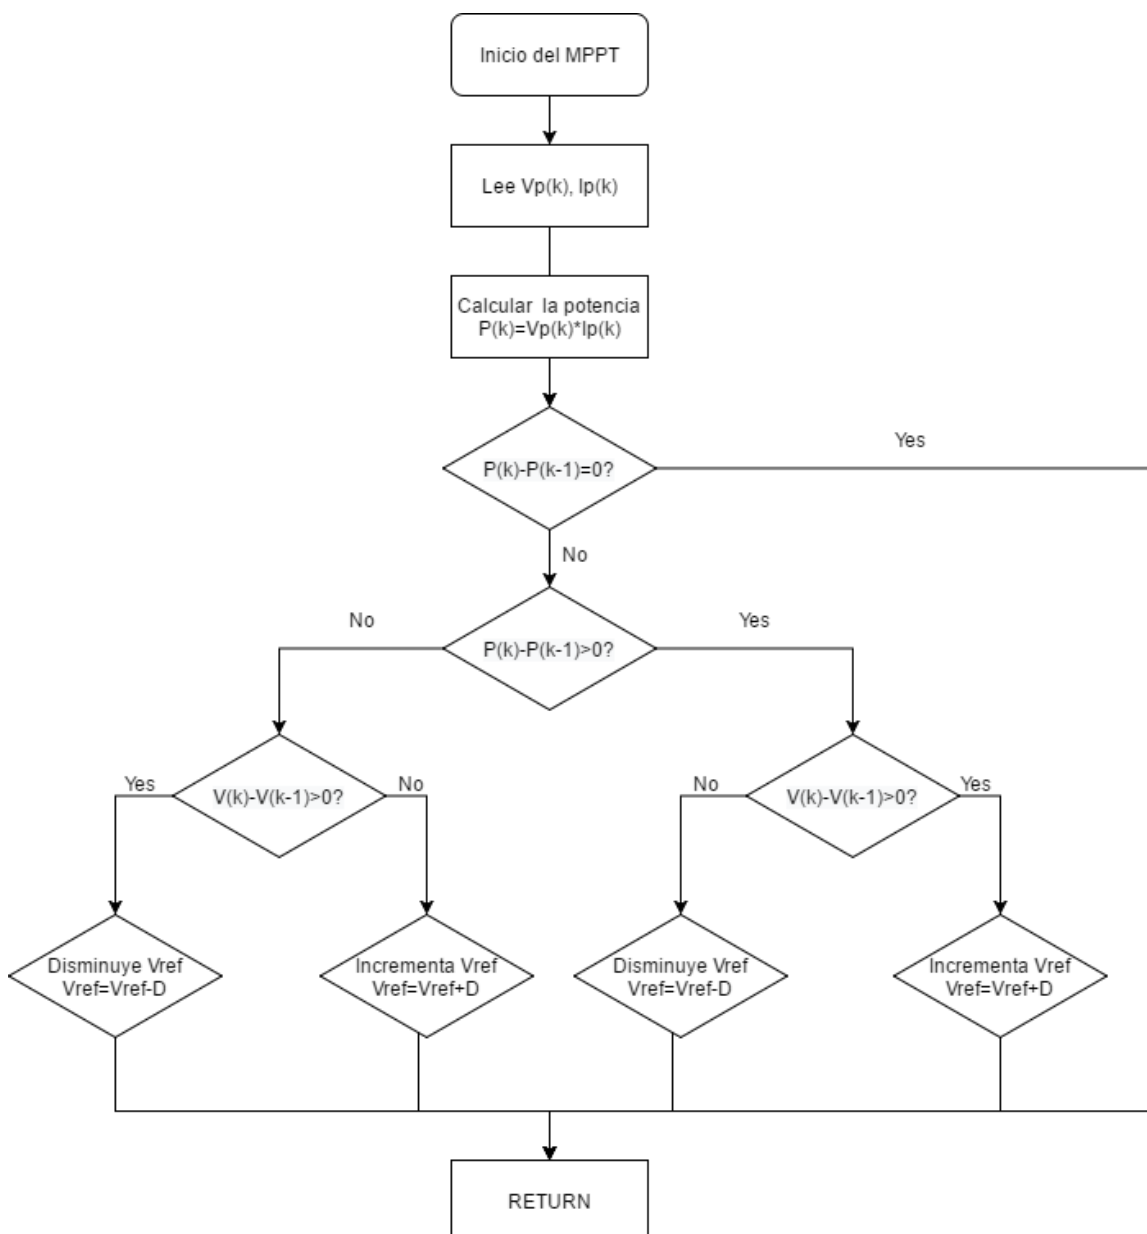 Inicio del MPPT
Lee Vp(k), Ip(k)
Calcular la potencia
P(k)=Vp(k)*Ip(k)
P(k)-P(k-1)=0?
Yes
No
P(k)-P(k-1)>0?
No
Yes
V(k)-V(k-1)>0?
Yes
No
V(k)-V(k-1)>0?
No
Yes
Disminuye Vref
Vref=Vref-D
Incrementa Vref
Vref=Vref+D
Disminuye Vref
Vref=Vref-D
Incrementa Vref
Vref=Vref+D
RETURN